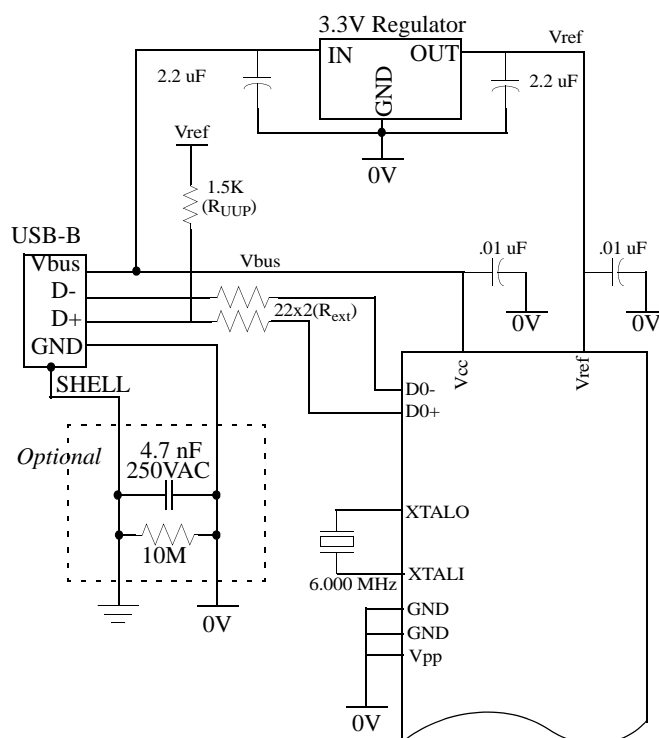 3.3V Regulator
IN
OUT
GND
Vref
2.2 uF
2.2 uF
0V
Vref
1.5K
(RUUP)
USB-B
Vbus
D-
D+
GND
SHELL
Vbus
22x2(Rext)
.01 uF
.01 uF
0V
0V
Vcc
Vref
D0-
D0+
Optional
4.7 nF
250VAC
10M
0V
XTALO
XTALI
6.000 MHz
GND
GND
Vpp
0V